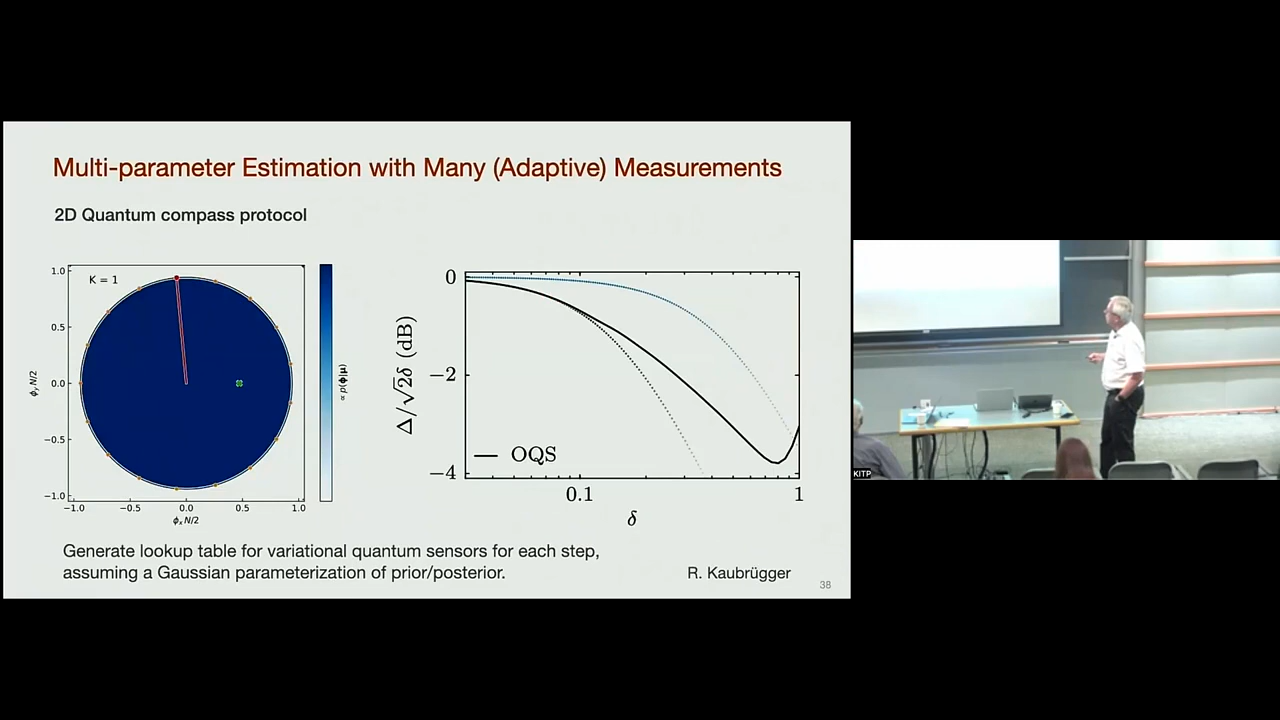 Multi-parameter Estimation with Many (Adaptive) Measurements
2D Quantum compass protocol
K = 1
1.0
0.5
0.0
−0.5
−1.0
ϕ_y N/2
−1.0 −0.5 0.0 0.5 1.0
ϕ_x N/2
∝ p(ϕ|μ)
0
−2
−4
Δ/√2δ (dB)
OQS
0.1 1
δ
Generate lookup table for variational quantum sensors for each step,
assuming a Gaussian parameterization of prior/posterior.
R. Kaubrügger
38
KITP